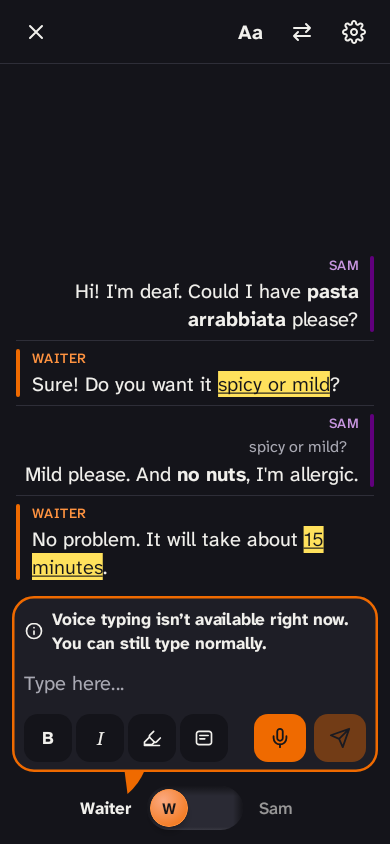 Aa
SAM
Hi! I'm deaf. Could I have pasta
arrabbiata please?
WAITER
Sure! Do you want it spicy or mild?
SAM
spicy or mild?
Mild please. And no nuts, I'm allergic.
WAITER
No problem. It will take about 15
minutes.
Voice typing isn’t available right now.
You can still type normally.
Type here...
B I
Waiter W Sam